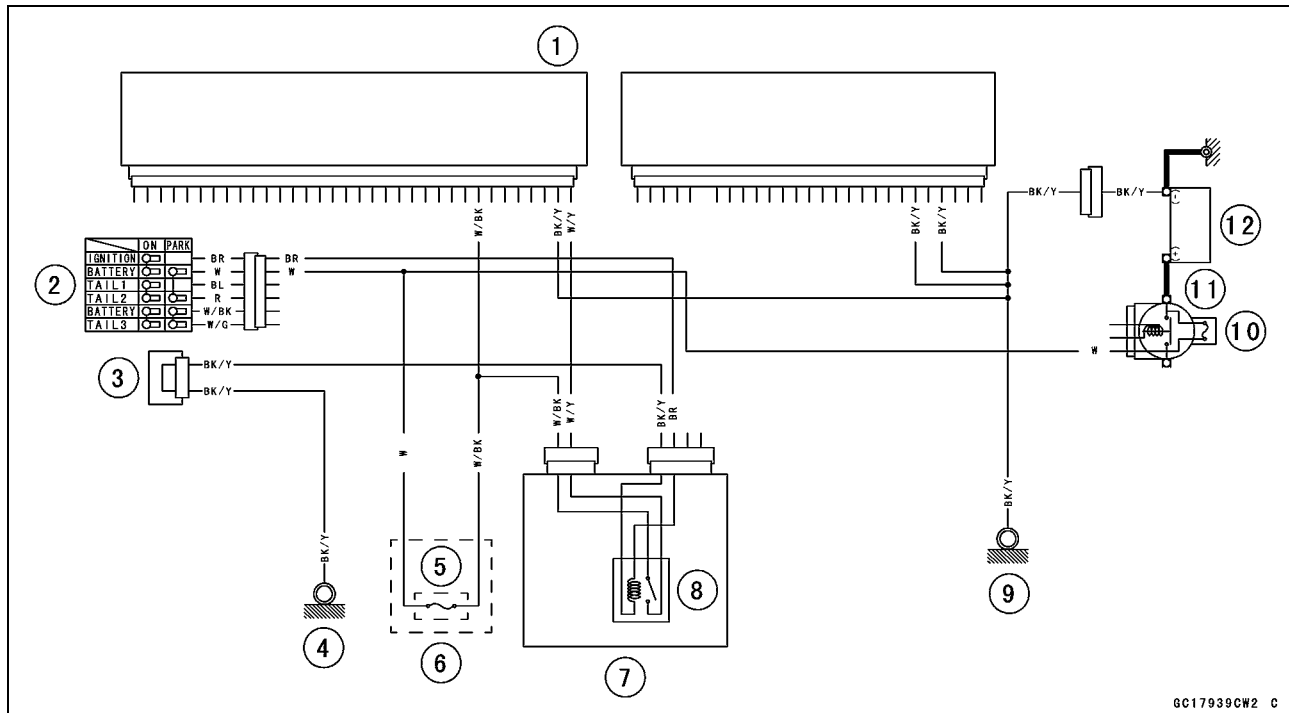 1
BK/Y
BK/Y
W/BK
BK/Y
W/Y
BK/Y
BK/Y
(-)
(+)
12
ON PARK
IGNITION BR BR
BATTERY W W
TAIL1 BL
TAIL2 R
BATTERY W/BK
TAIL3 W/G
2
11
10
W
3
BK/Y
BK/Y
W/BK
W/Y
BK/Y
BR
W
W/BK
BK/Y
BK/Y
5
8
4
6
7
9
GC17939CW2 C